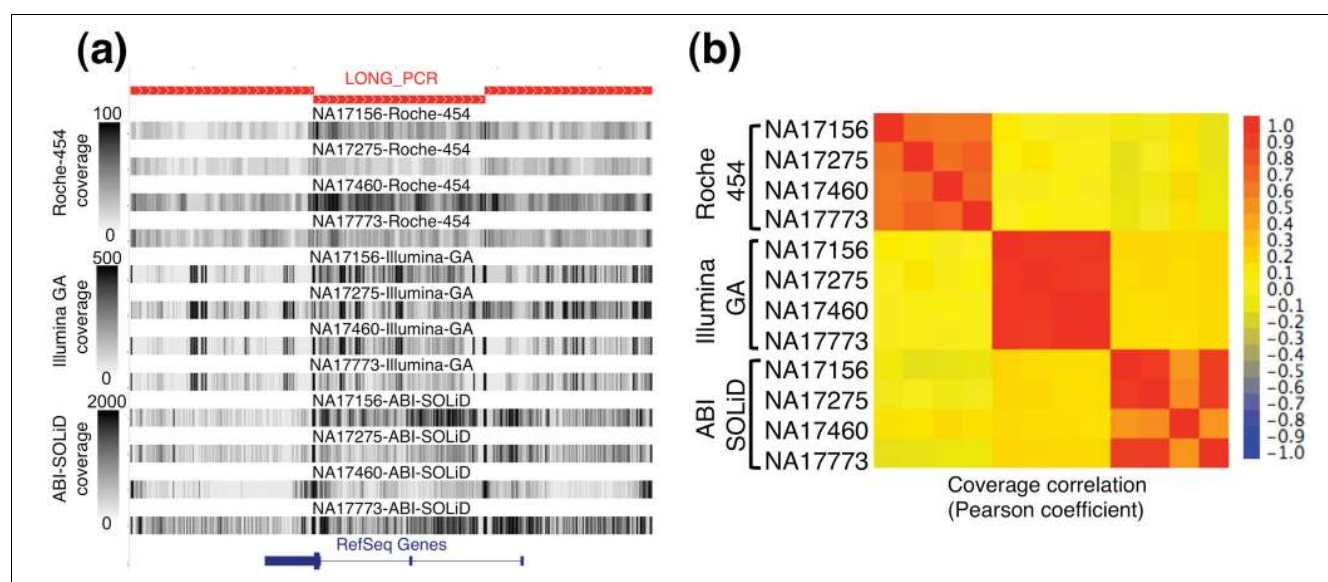 (a)
LONG_PCR
NA17156-Roche-454
NA17275-Roche-454
NA17460-Roche-454
NA17773-Roche-454
NA17156-Illumina-GA
NA17275-Illumina-GA
NA17460-Illumina-GA
NA17773-Illumina-GA
NA17156-ABI-SOLiD
NA17275-ABI-SOLiD
NA17460-ABI-SOLiD
NA17773-ABI-SOLiD
RefSeq Genes
Roche-454
coverage
100
0
Illumina GA
coverage
500
0
ABI-SOLiD
coverage
2000
0
(b)
Roche
454
NA17156
NA17275
NA17460
NA17773
Illumina
GA
NA17156
NA17275
NA17460
NA17773
ABI
SOLiD
NA17156
NA17275
NA17460
NA17773
1.0
0.9
0.8
0.7
0.6
0.5
0.4
0.3
0.2
0.1
0.0
-0.1
-0.2
-0.3
-0.4
-0.5
-0.6
-0.7
-0.8
-0.9
-1.0
Coverage correlation
(Pearson coefficient)